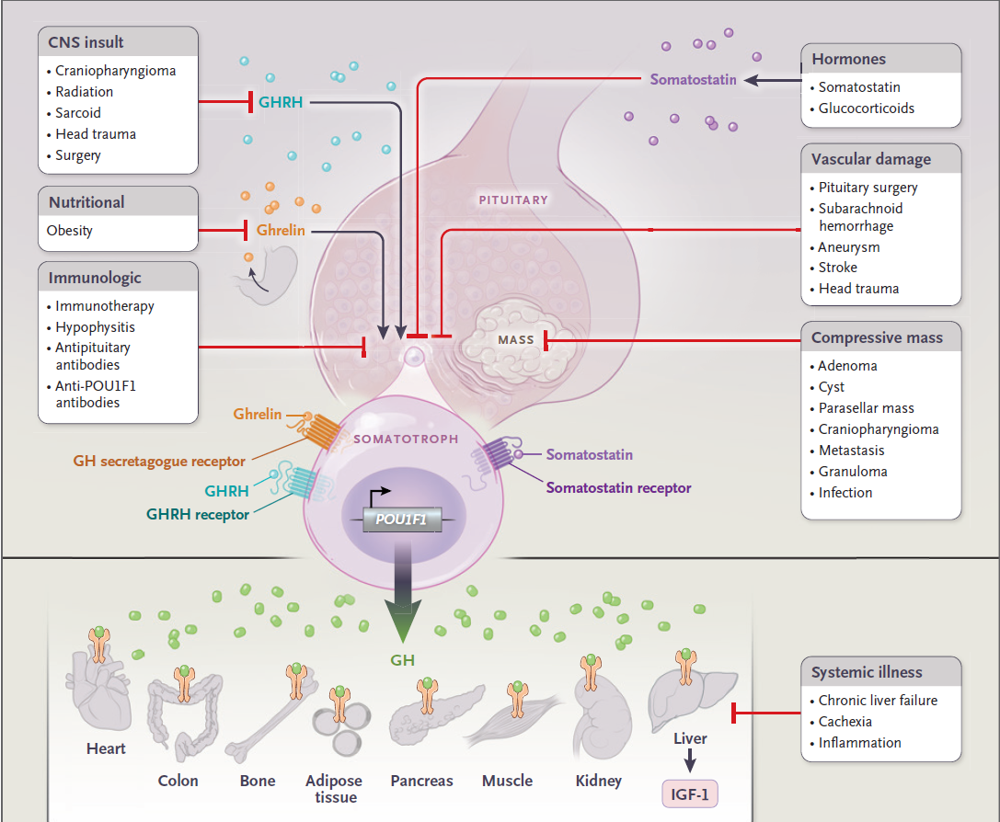 CNS insult
• Craniopharyngioma
• Radiation
• Sarcoid
• Head trauma
• Surgery
Nutritional
Obesity
Immunologic
• Immunotherapy
• Hypophysitis
• Antipituitary
antibodies
• Anti-POU1F1
antibodies
GHRH
Ghrelin
PITUITARY
MASS
Somatostatin
Hormones
• Somatostatin
• Glucocorticoids
Vascular damage
• Pituitary surgery
• Subarachnoid
hemorrhage
• Aneurysm
• Stroke
• Head trauma
Compressive mass
• Adenoma
• Cyst
• Parasellar mass
• Craniopharyngioma
• Metastasis
• Granuloma
• Infection
Ghrelin
GH secretagogue receptor
GHRH
GHRH receptor
SOMATOTROPH
POU1F1
Somatostatin
Somatostatin receptor
GH
Heart
Colon
Bone
Adipose
tissue
Pancreas
Muscle
Kidney
Liver
IGF-1
Systemic illness
• Chronic liver failure
• Cachexia
• Inflammation